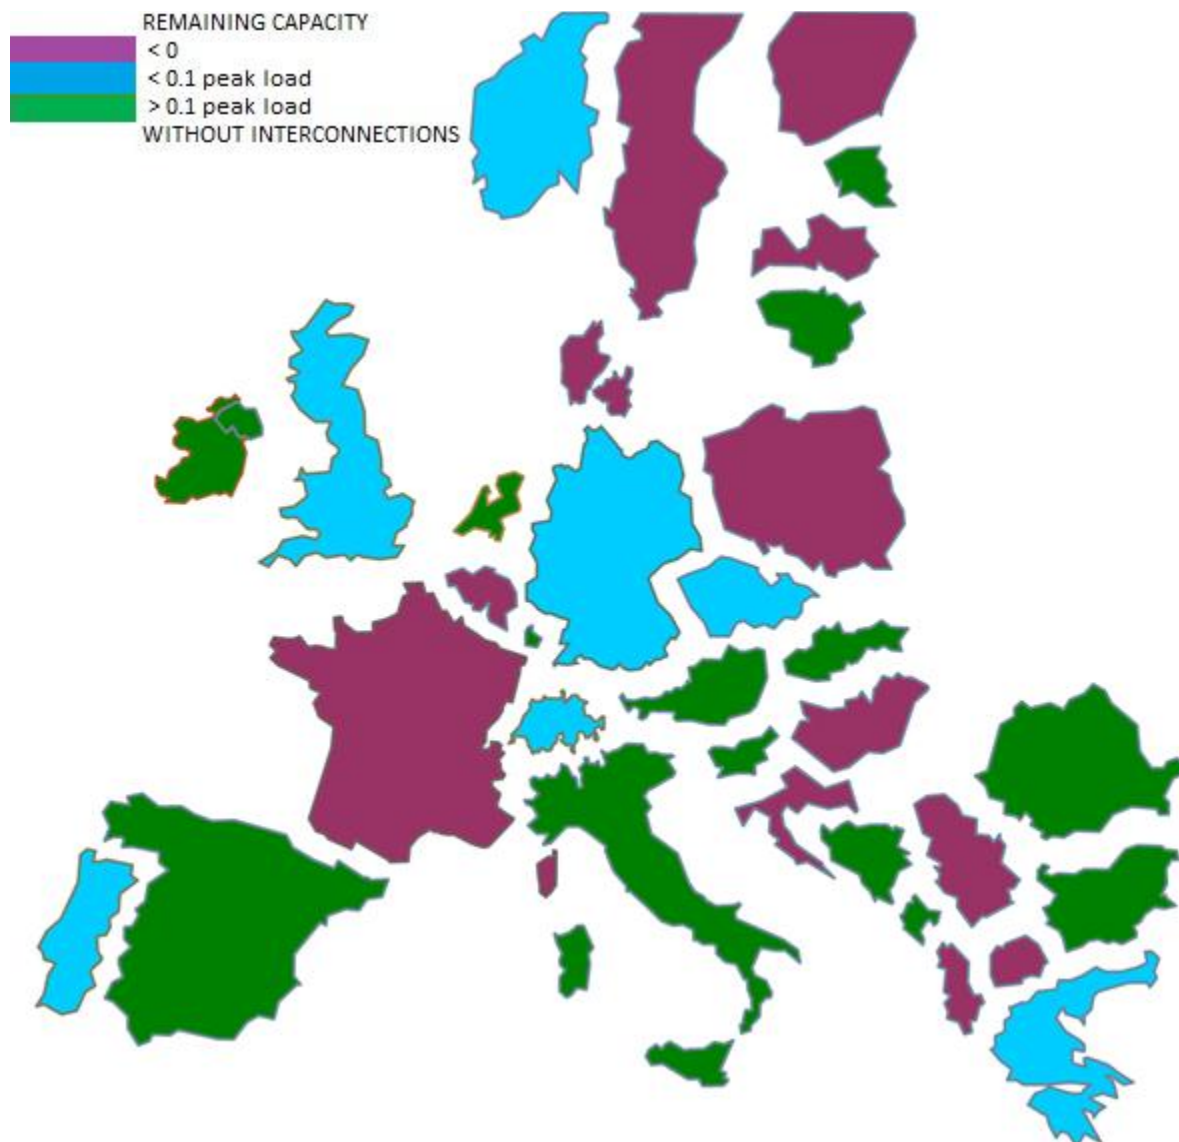 REMAINING CAPACITY
< 0
< 0.1 peak load
> 0.1 peak load
WITHOUT INTERCONNECTIONS